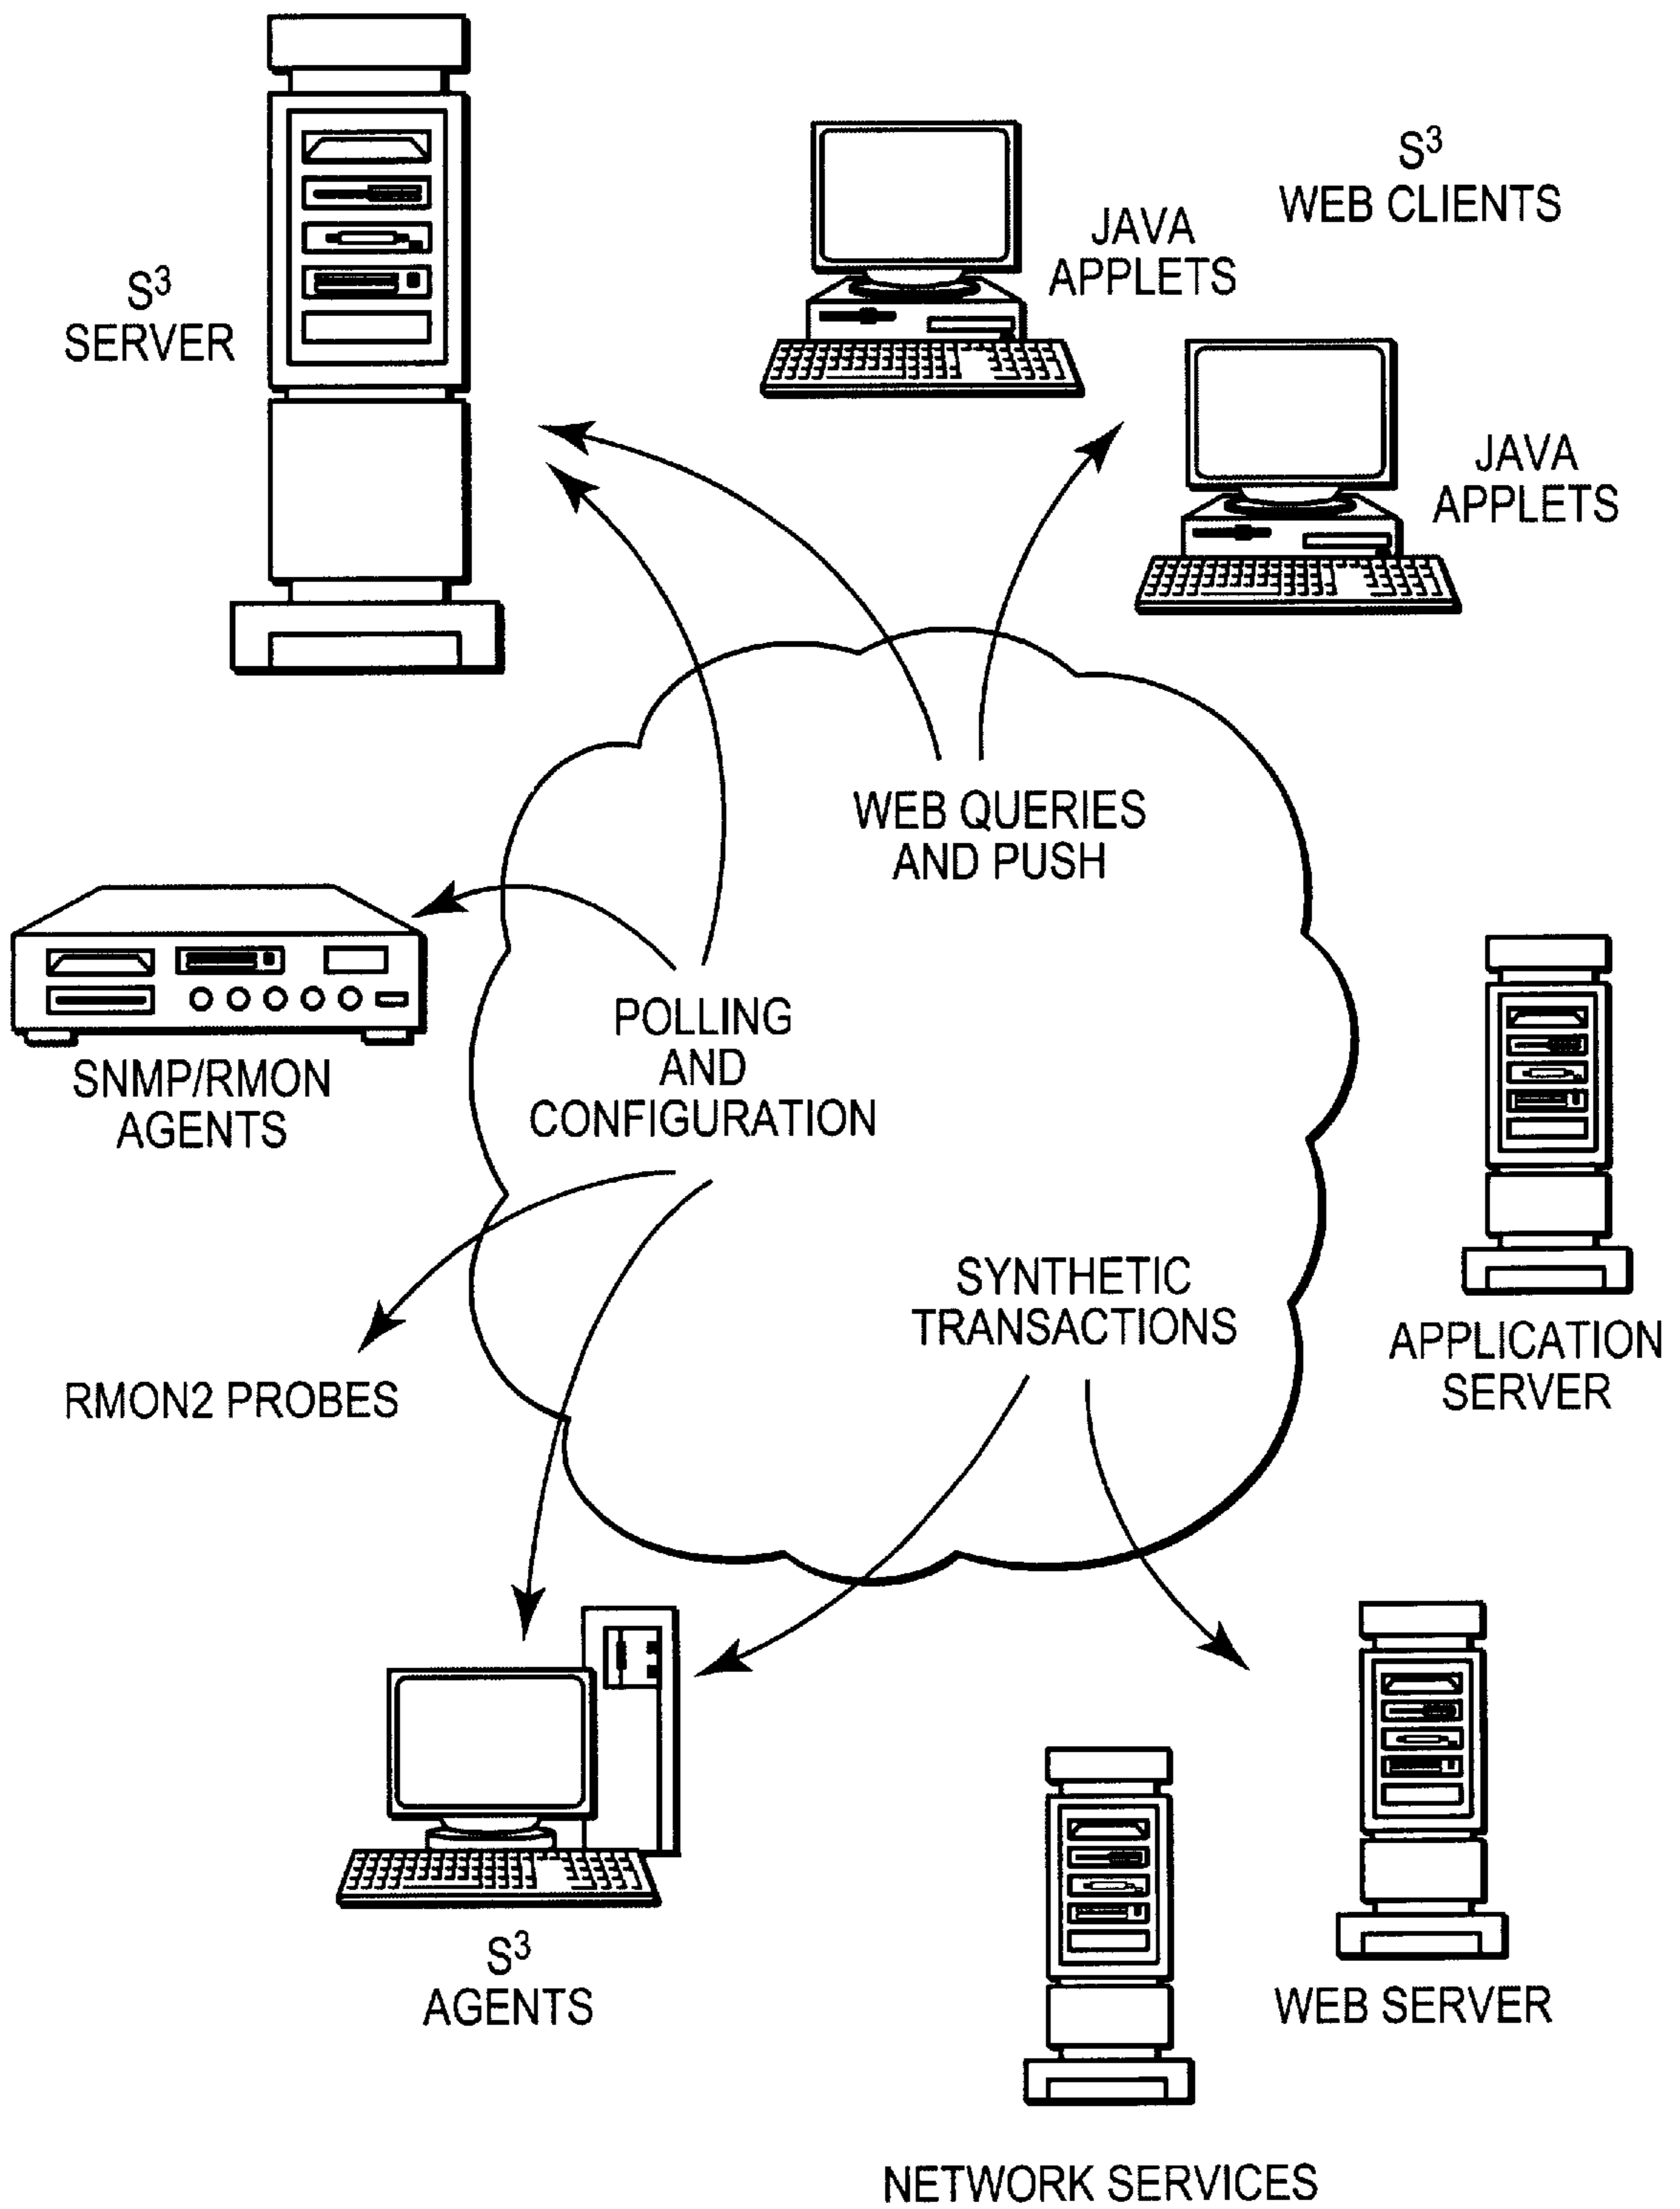 S³
SERVER
JAVA
APPLETS
S³
WEB CLIENTS
JAVA
APPLETS
WEB QUERIES
AND PUSH
POLLING
AND
CONFIGURATION
SNMP/RMON
AGENTS
SYNTHETIC
TRANSACTIONS
APPLICATION
SERVER
RMON2 PROBES
S³
AGENTS
WEB SERVER
NETWORK SERVICES